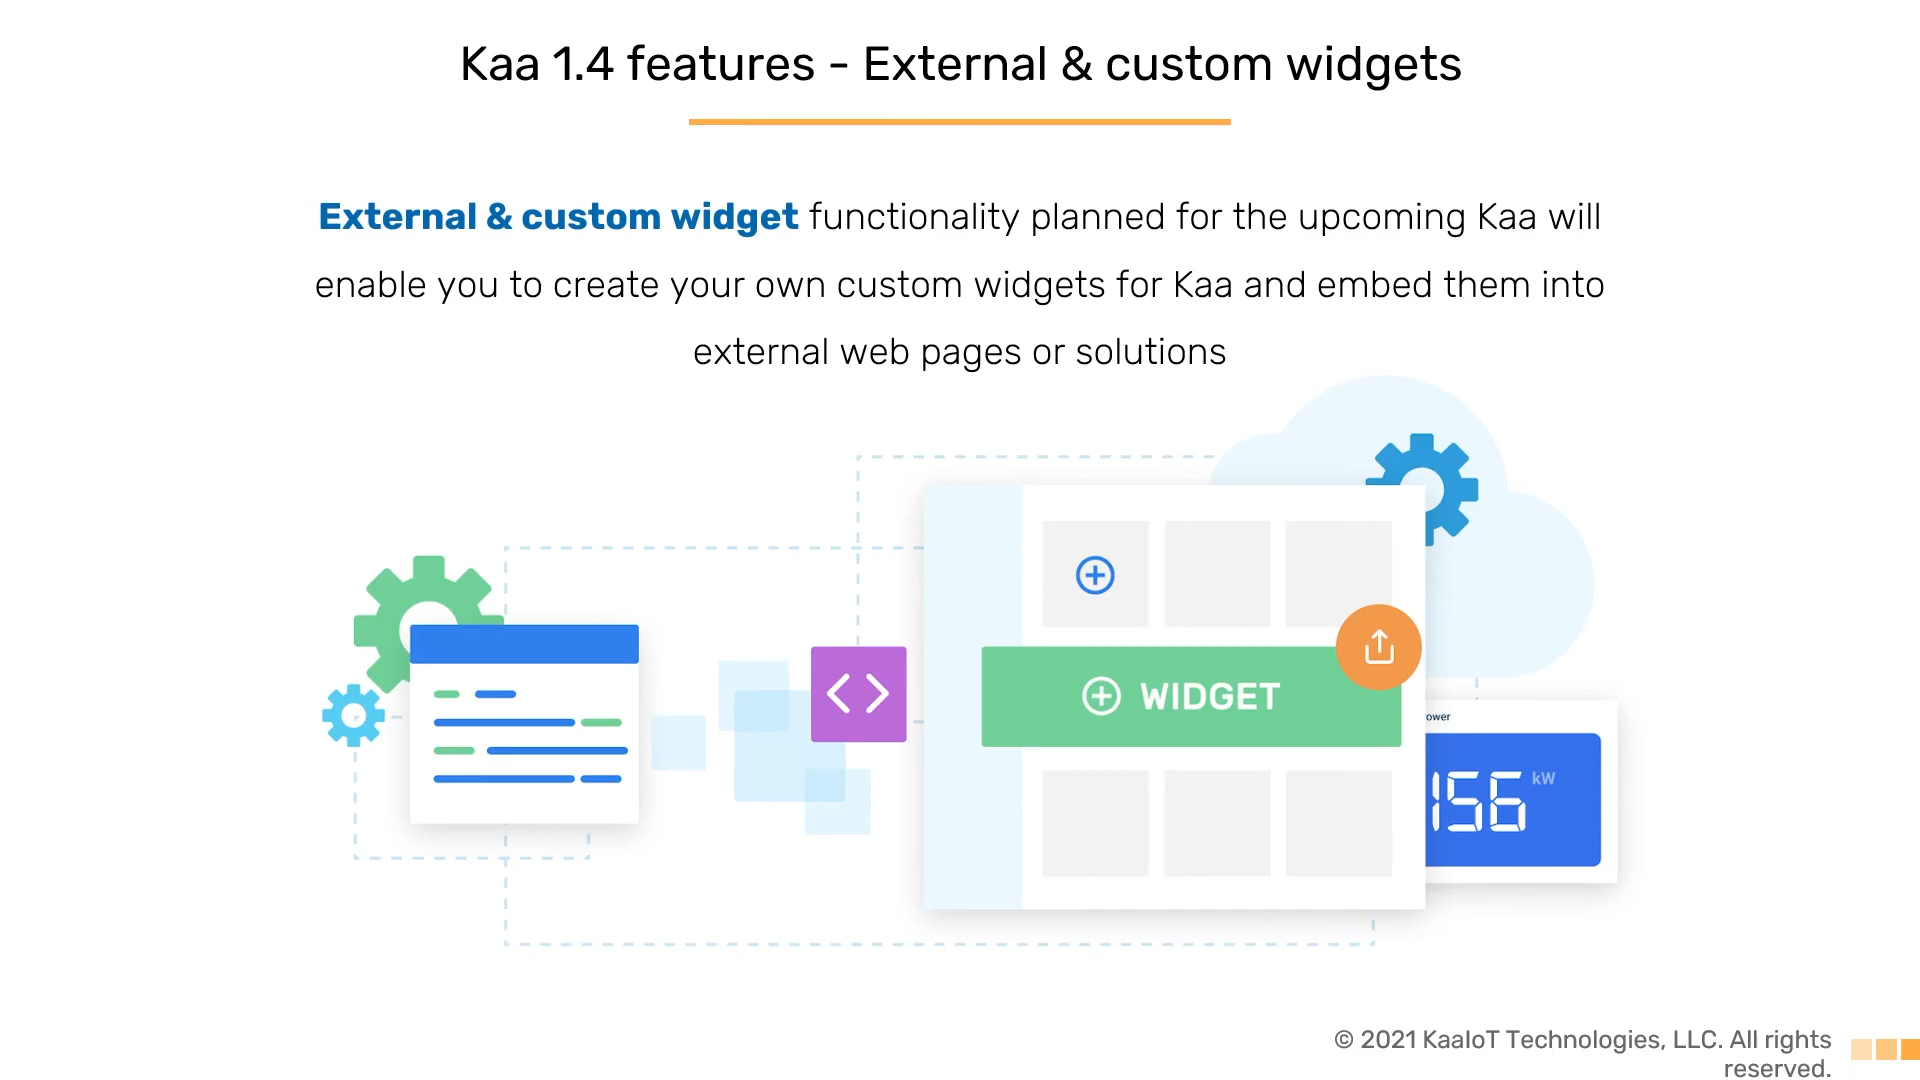 Kaa 1.4 features - External & custom widgets
External & custom widget functionality planned for the upcoming Kaa will
enable you to create your own custom widgets for Kaa and embed them into
external web pages or solutions
WIDGET
ower
156 kW
© 2021 KaaIoT Technologies, LLC. All rights
reserved.